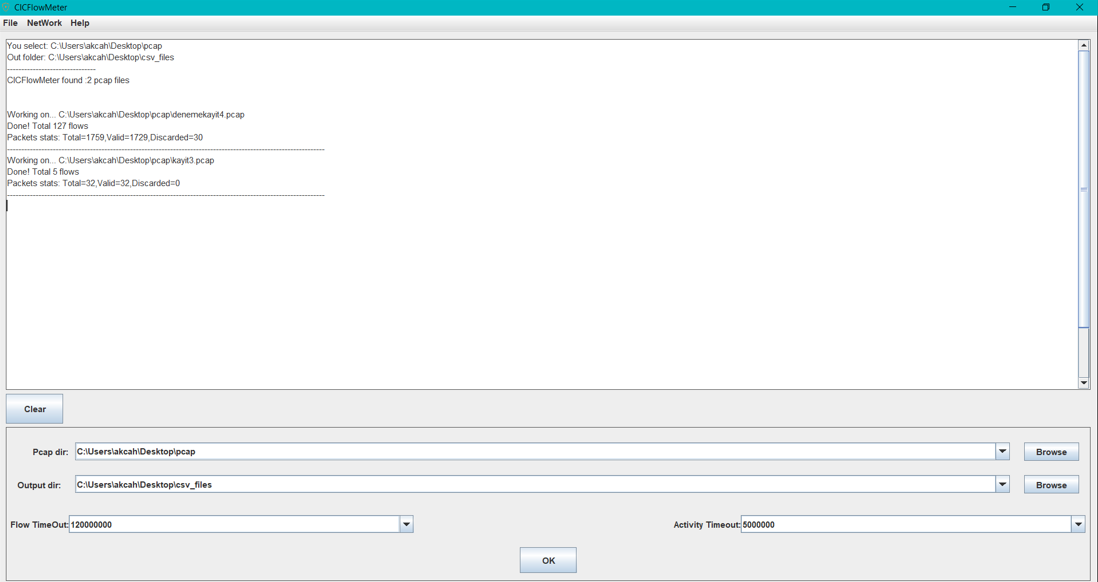 CICFlowMeter
File NetWork Help
You select: C:\Users\akcah\Desktop\pcap
Out folder: C:\Users\akcah\Desktop\csv_files
-------------------------------
CICFlowMeter found :2 pcap files
Working on... C:\Users\akcah\Desktop\pcap\denemekayit4.pcap
Done! Total 127 flows
Packets stats: Total=1759,Valid=1729,Discarded=30
----------------------------------------------------------------------------------------------------------------
Working on... C:\Users\akcah\Desktop\pcap\kayit3.pcap
Done! Total 5 flows
Packets stats: Total=32,Valid=32,Discarded=0
----------------------------------------------------------------------------------------------------------------
Clear
Pcap dir: C:\Users\akcah\Desktop\pcap Browse
Output dir: C:\Users\akcah\Desktop\csv_files Browse
Flow TimeOut: 120000000 Activity Timeout: 5000000
OK